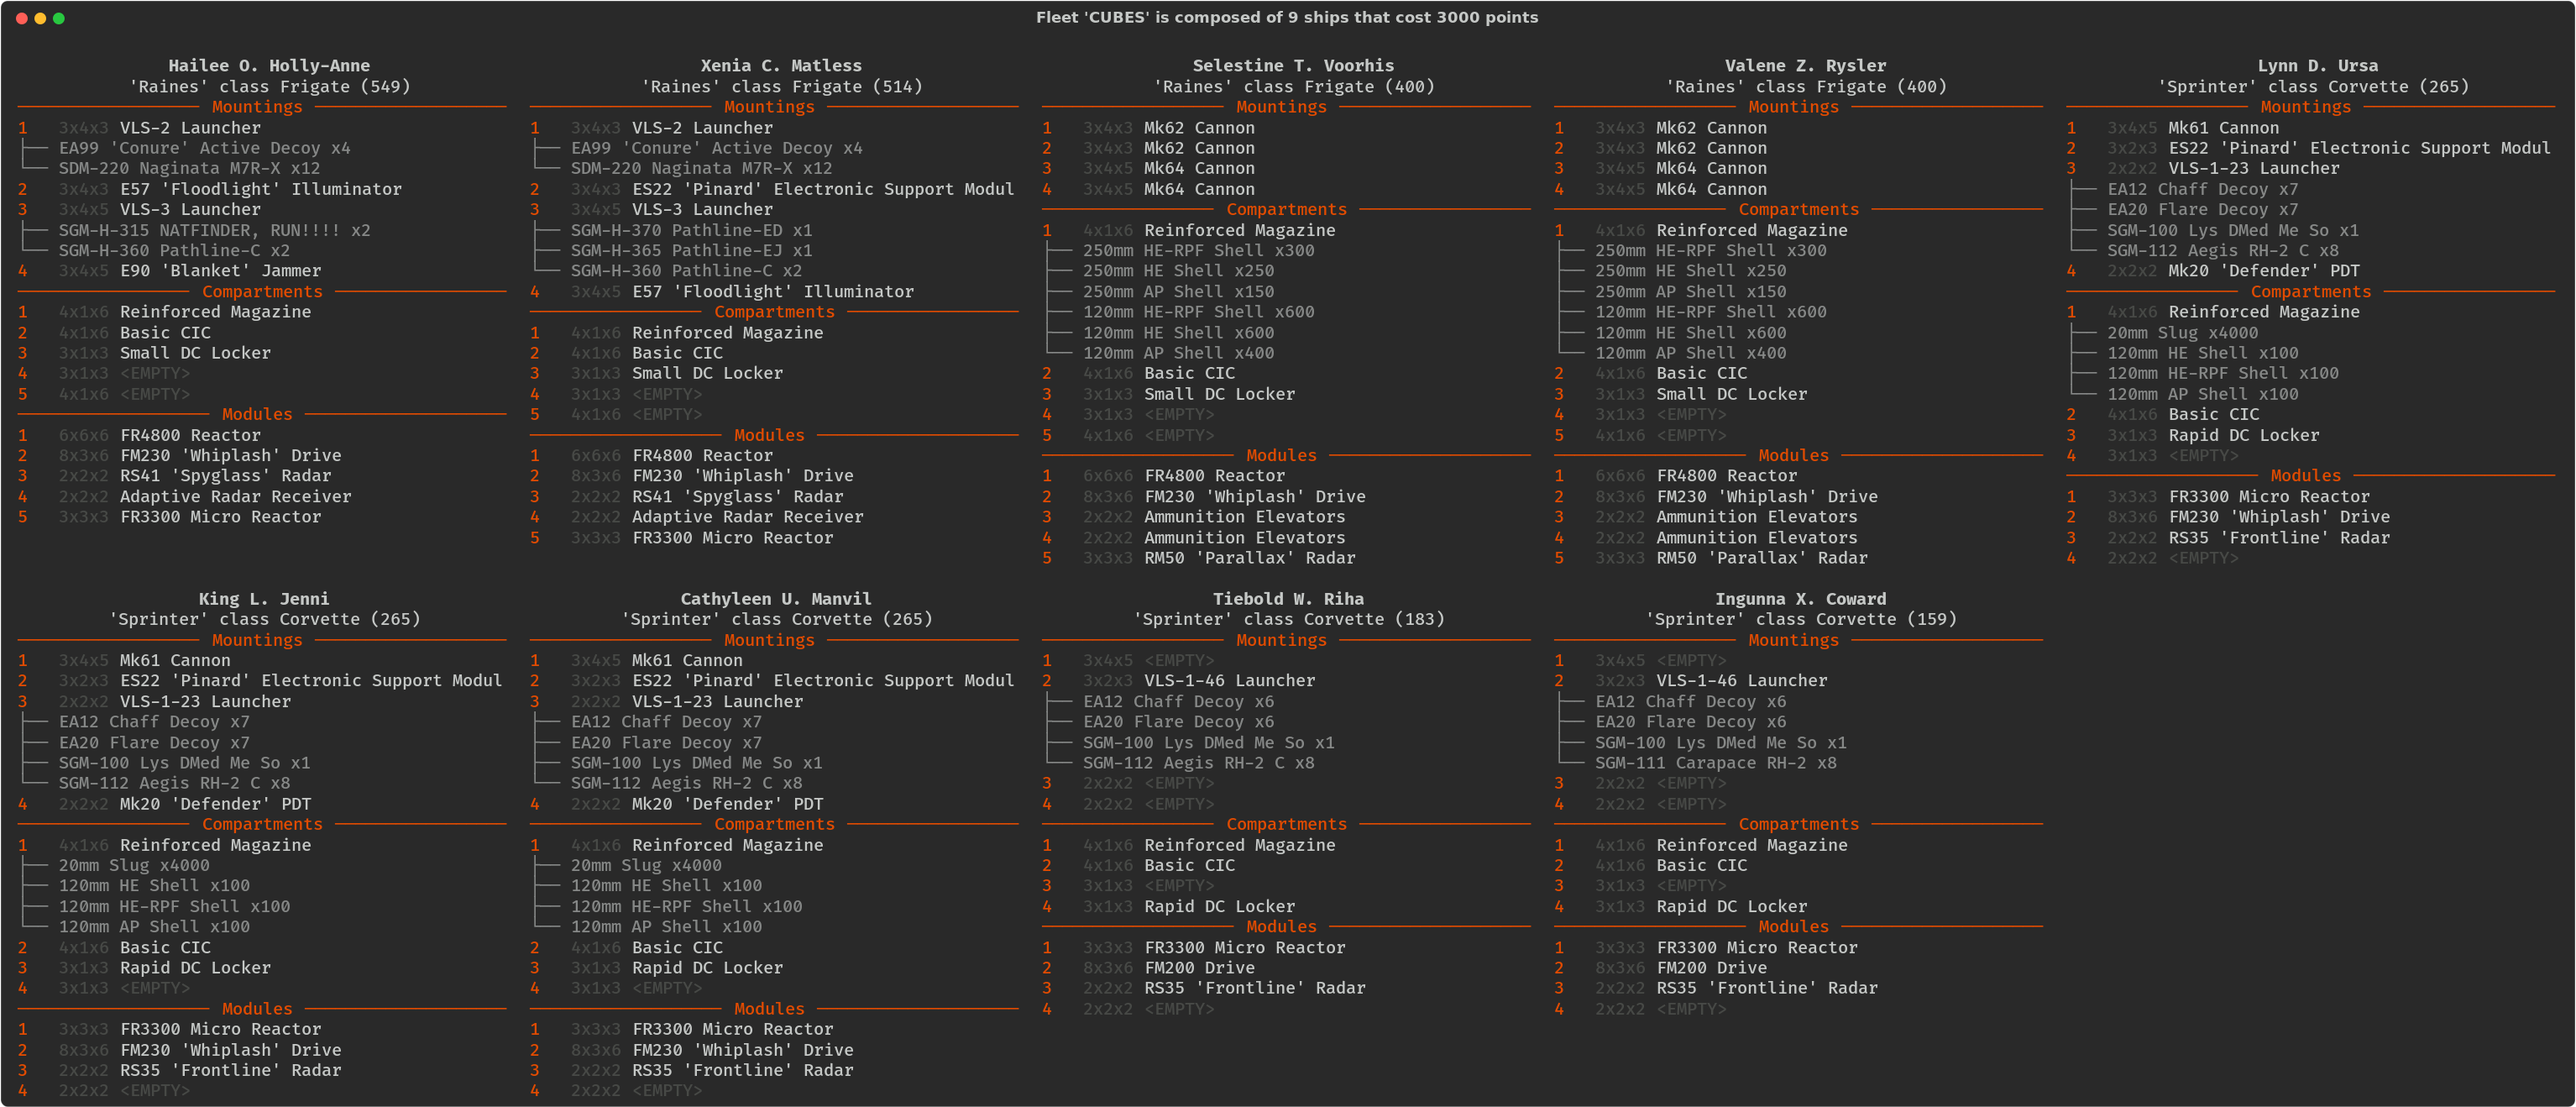 Fleet 'CUBES' is composed of 9 ships that cost 3000 points
Hailee O. Holly-Anne
'Raines' class Frigate (549)
Mountings
1 3x4x3 VLS-2 Launcher
EA99 'Conure' Active Decoy x4
SDM-220 Naginata M7R-X x12
2 3x4x3 E57 'Floodlight' Illuminator
3 3x4x5 VLS-3 Launcher
SGM-H-315 NATFINDER, RUN!!!! x2
SGM-H-360 Pathline-C x2
4 3x4x5 E90 'Blanket' Jammer
Compartments
1 4x1x6 Reinforced Magazine
2 4x1x6 Basic CIC
3 3x1x3 Small DC Locker
4 3x1x3 <EMPTY>
5 4x1x6 <EMPTY>
Modules
1 6x6x6 FR4800 Reactor
2 8x3x6 FM230 'Whiplash' Drive
3 2x2x2 RS41 'Spyglass' Radar
4 2x2x2 Adaptive Radar Receiver
5 3x3x3 FR3300 Micro Reactor
Xenia C. Matless
'Raines' class Frigate (514)
Mountings
1 3x4x3 VLS-2 Launcher
EA99 'Conure' Active Decoy x4
SDM-220 Naginata M7R-X x12
2 3x4x3 ES22 'Pinard' Electronic Support Modul
3 3x4x5 VLS-3 Launcher
SGM-H-370 Pathline-ED x1
SGM-H-365 Pathline-EJ x1
SGM-H-360 Pathline-C x2
4 3x4x5 E57 'Floodlight' Illuminator
Compartments
1 4x1x6 Reinforced Magazine
2 4x1x6 Basic CIC
3 3x1x3 Small DC Locker
4 3x1x3 <EMPTY>
5 4x1x6 <EMPTY>
Modules
1 6x6x6 FR4800 Reactor
2 8x3x6 FM230 'Whiplash' Drive
3 2x2x2 RS41 'Spyglass' Radar
4 2x2x2 Adaptive Radar Receiver
5 3x3x3 FR3300 Micro Reactor
Selestine T. Voorhis
'Raines' class Frigate (400)
Mountings
1 3x4x3 Mk62 Cannon
2 3x4x3 Mk62 Cannon
3 3x4x5 Mk64 Cannon
4 3x4x5 Mk64 Cannon
Compartments
1 4x1x6 Reinforced Magazine
250mm HE-RPF Shell x300
250mm HE Shell x250
250mm AP Shell x150
120mm HE-RPF Shell x600
120mm HE Shell x600
120mm AP Shell x400
2 4x1x6 Basic CIC
3 3x1x3 Small DC Locker
4 3x1x3 <EMPTY>
5 4x1x6 <EMPTY>
Modules
1 6x6x6 FR4800 Reactor
2 8x3x6 FM230 'Whiplash' Drive
3 2x2x2 Ammunition Elevators
4 2x2x2 Ammunition Elevators
5 3x3x3 RM50 'Parallax' Radar
Valene Z. Rysler
'Raines' class Frigate (400)
Mountings
1 3x4x3 Mk62 Cannon
2 3x4x3 Mk62 Cannon
3 3x4x5 Mk64 Cannon
4 3x4x5 Mk64 Cannon
Compartments
1 4x1x6 Reinforced Magazine
250mm HE-RPF Shell x300
250mm HE Shell x250
250mm AP Shell x150
120mm HE-RPF Shell x600
120mm HE Shell x600
120mm AP Shell x400
2 4x1x6 Basic CIC
3 3x1x3 Small DC Locker
4 3x1x3 <EMPTY>
5 4x1x6 <EMPTY>
Modules
1 6x6x6 FR4800 Reactor
2 8x3x6 FM230 'Whiplash' Drive
3 2x2x2 Ammunition Elevators
4 2x2x2 Ammunition Elevators
5 3x3x3 RM50 'Parallax' Radar
Lynn D. Ursa
'Sprinter' class Corvette (265)
Mountings
1 3x4x5 Mk61 Cannon
2 3x2x3 ES22 'Pinard' Electronic Support Modul
3 2x2x2 VLS-1-23 Launcher
EA12 Chaff Decoy x7
EA20 Flare Decoy x7
SGM-100 Lys DMed Me So x1
SGM-112 Aegis RH-2 C x8
4 2x2x2 Mk20 'Defender' PDT
Compartments
1 4x1x6 Reinforced Magazine
20mm Slug x4000
120mm HE Shell x100
120mm HE-RPF Shell x100
120mm AP Shell x100
2 4x1x6 Basic CIC
3 3x1x3 Rapid DC Locker
4 3x1x3 <EMPTY>
Modules
1 3x3x3 FR3300 Micro Reactor
2 8x3x6 FM230 'Whiplash' Drive
3 2x2x2 RS35 'Frontline' Radar
4 2x2x2 <EMPTY>
King L. Jenni
'Sprinter' class Corvette (265)
Mountings
1 3x4x5 Mk61 Cannon
2 3x2x3 ES22 'Pinard' Electronic Support Modul
3 2x2x2 VLS-1-23 Launcher
EA12 Chaff Decoy x7
EA20 Flare Decoy x7
SGM-100 Lys DMed Me So x1
SGM-112 Aegis RH-2 C x8
4 2x2x2 Mk20 'Defender' PDT
Compartments
1 4x1x6 Reinforced Magazine
20mm Slug x4000
120mm HE Shell x100
120mm HE-RPF Shell x100
120mm AP Shell x100
2 4x1x6 Basic CIC
3 3x1x3 Rapid DC Locker
4 3x1x3 <EMPTY>
Modules
1 3x3x3 FR3300 Micro Reactor
2 8x3x6 FM230 'Whiplash' Drive
3 2x2x2 RS35 'Frontline' Radar
4 2x2x2 <EMPTY>
Cathyleen U. Manvil
'Sprinter' class Corvette (265)
Mountings
1 3x4x5 Mk61 Cannon
2 3x2x3 ES22 'Pinard' Electronic Support Modul
3 2x2x2 VLS-1-23 Launcher
EA12 Chaff Decoy x7
EA20 Flare Decoy x7
SGM-100 Lys DMed Me So x1
SGM-112 Aegis RH-2 C x8
4 2x2x2 Mk20 'Defender' PDT
Compartments
1 4x1x6 Reinforced Magazine
20mm Slug x4000
120mm HE Shell x100
120mm HE-RPF Shell x100
120mm AP Shell x100
2 4x1x6 Basic CIC
3 3x1x3 Rapid DC Locker
4 3x1x3 <EMPTY>
Modules
1 3x3x3 FR3300 Micro Reactor
2 8x3x6 FM230 'Whiplash' Drive
3 2x2x2 RS35 'Frontline' Radar
4 2x2x2 <EMPTY>
Tiebold W. Riha
'Sprinter' class Corvette (183)
Mountings
1 3x4x5 <EMPTY>
2 3x2x3 VLS-1-46 Launcher
EA12 Chaff Decoy x6
EA20 Flare Decoy x6
SGM-100 Lys DMed Me So x1
SGM-112 Aegis RH-2 C x8
3 2x2x2 <EMPTY>
4 2x2x2 <EMPTY>
Compartments
1 4x1x6 Reinforced Magazine
2 4x1x6 Basic CIC
3 3x1x3 <EMPTY>
4 3x1x3 Rapid DC Locker
Modules
1 3x3x3 FR3300 Micro Reactor
2 8x3x6 FM200 Drive
3 2x2x2 RS35 'Frontline' Radar
4 2x2x2 <EMPTY>
Ingunna X. Coward
'Sprinter' class Corvette (159)
Mountings
1 3x4x5 <EMPTY>
2 3x2x3 VLS-1-46 Launcher
EA12 Chaff Decoy x6
EA20 Flare Decoy x6
SGM-100 Lys DMed Me So x1
SGM-111 Carapace RH-2 x8
3 2x2x2 <EMPTY>
4 2x2x2 <EMPTY>
Compartments
1 4x1x6 Reinforced Magazine
2 4x1x6 Basic CIC
3 3x1x3 <EMPTY>
4 3x1x3 Rapid DC Locker
Modules
1 3x3x3 FR3300 Micro Reactor
2 8x3x6 FM200 Drive
3 2x2x2 RS35 'Frontline' Radar
4 2x2x2 <EMPTY>